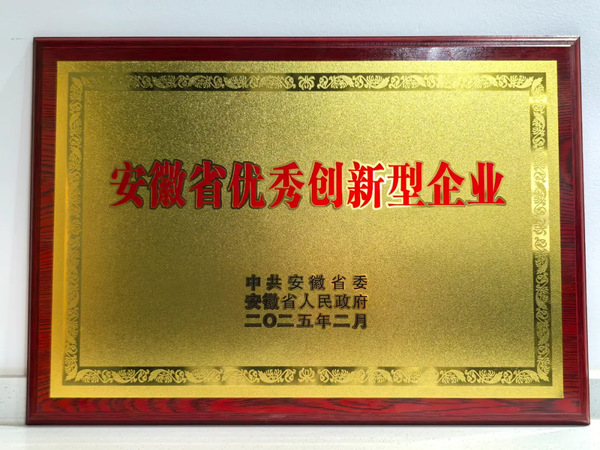 安徽省优秀创新型企业
中共安徽省委
安徽省人民政府
二〇二五年二月